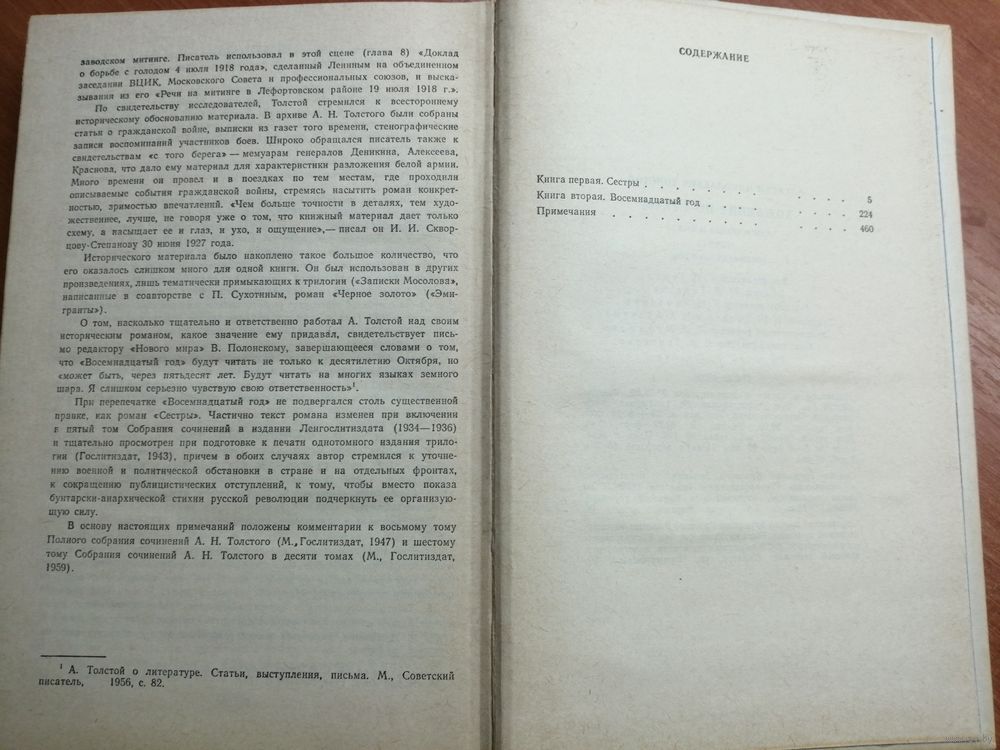 заводском митинге. Писатель использовал в этой сцене (глава 8) «Доклад
о борьбе с голодом 4 июля 1918 года», сделанный Лениным на объединенном
заседании ВЦИК, Московского Совета и профессиональных союзов, и выска-
зывания из его «Речи на митинге в Лефортовском районе 19 июля 1918 г.».
По свидетельству исследователей, Толстой стремился к всестороннему
историческому обоснованию материала. В архиве А. Н. Толстого были собраны
статьи о гражданской войне, выписки из газет того времени, стенографические
записи воспоминаний участников боев. Широко обращался писатель также к
свидетельствам «с того берега» — мемуарам генералов Деникина, Алексеева,
Краснова, что дало ему материал для характеристики разложения белой армии.
Много времени он провел и в поездках по тем местам, где проходили
описываемые события гражданской войны, стремясь насытить роман конкрет-
ностью, зримостью впечатлений. «Чем больше точности в деталях, тем худо-
жественнее, лучше, не говоря уже о том, что книжный материал дает только
схему, а насыщает ее и глаз, и ухо, и ощущение»,— писал он И. И. Сквор-
цову-Степанову 30 июня 1927 года.
Исторического материала было накоплено такое большое количество, что
его оказалось слишком много для одной книги. Он был использован в других
произведениях, лишь тематически примыкающих к трилогии («Записки Мосолова»,
написанные в соавторстве с П. Сухотиным, роман «Черное золото» («Эми-
гранты»).
О том, насколько тщательно и ответственно работал А. Толстой над своим
историческим романом, какое значение ему придавал, свидетельствует пись-
мо редактору «Нового мира» В. Полонскому, завершающееся словами о том,
что «Восемнадцатый год» будут читать не только к десятилетию Октября, но
«может быть, через пятьдесят лет. Будут читать на многих языках земного
шара. Я слишком серьезно чувствую свою ответственность»¹.
При перепечатке «Восемнадцатый год» не подвергался столь существенной
правке, как роман «Сестры». Частично текст романа изменен при включении
в пятый том Собрания сочинений в издании Ленгослитиздата (1934—1936)
и тщательно просмотрен при подготовке к печати однотомного издания трило-
гии (Гослитиздат, 1943), причем в обоих случаях автор стремился к уточне-
нию военной и политической обстановки в стране и на отдельных фронтах,
к сокращению публицистических отступлений, к тому, чтобы вместо показа
бунтарски-анархической стихии русской революции подчеркнуть ее организую-
щую силу.
В основу настоящих примечаний положены комментарии к восьмому тому
Полного собрания сочинений А. Н. Толстого (М., Гослитиздат, 1947) и шестому
тому Собрания сочинений А. Н. Толстого в десяти томах (М., Гослитиздат,
1959).
¹ А. Толстой о литературе. Статьи, выступления, письма. М., Советский
писатель, 1956, с. 82.
СОДЕРЖАНИЕ
Книга первая. Сестры . . . . . . . . . . . 5
Книга вторая. Восемнадцатый год . . . . . . . . 224
Примечания . . . . . . . . . . . . . 460